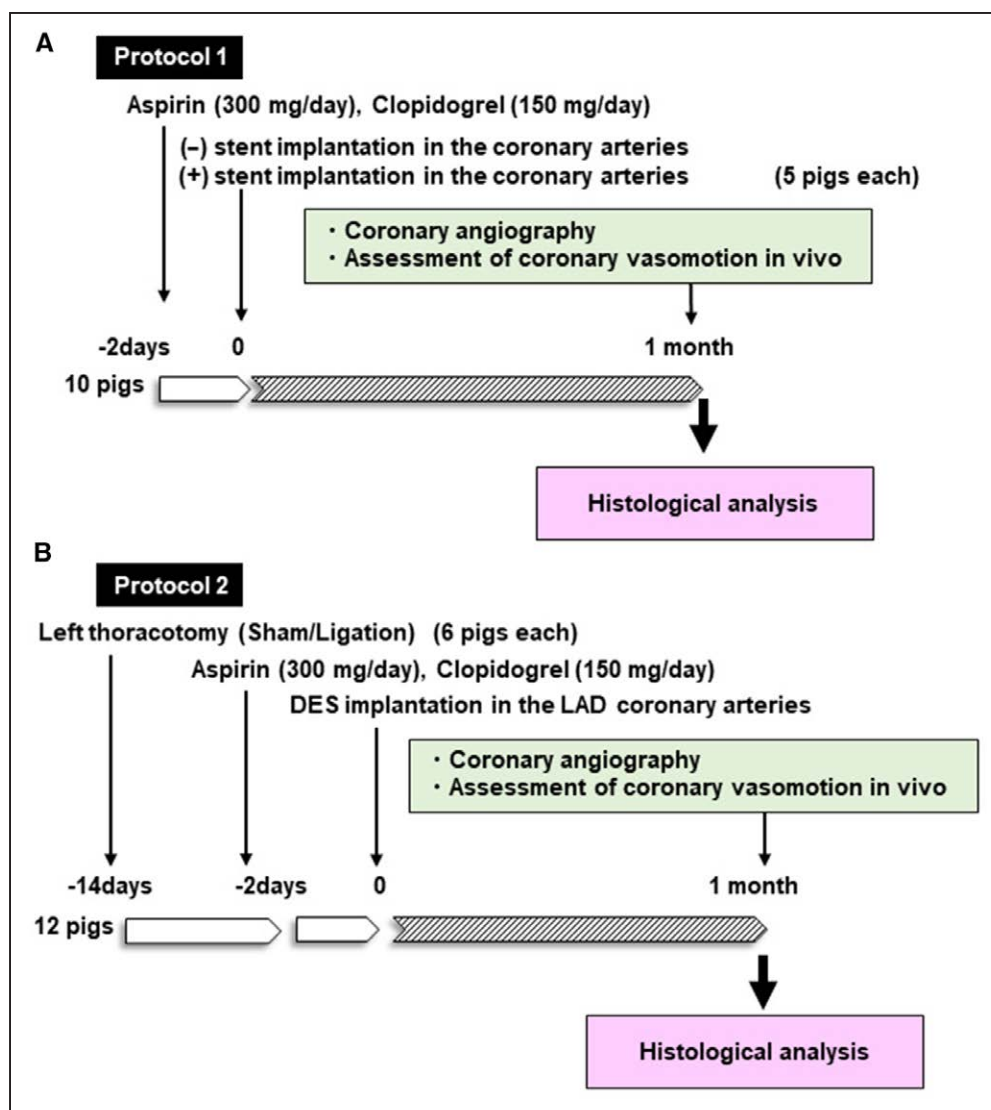 A
Protocol 1
Aspirin (300 mg/day), Clopidogrel (150 mg/day)
(−) stent implantation in the coronary arteries
(+) stent implantation in the coronary arteries (5 pigs each)
・Coronary angiography
・Assessment of coronary vasomotion in vivo
-2days 0 1 month
10 pigs
Histological analysis
B
Protocol 2
Left thoracotomy (Sham/Ligation) (6 pigs each)
Aspirin (300 mg/day), Clopidogrel (150 mg/day)
DES implantation in the LAD coronary arteries
・Coronary angiography
・Assessment of coronary vasomotion in vivo
-14days -2days 0 1 month
12 pigs
Histological analysis